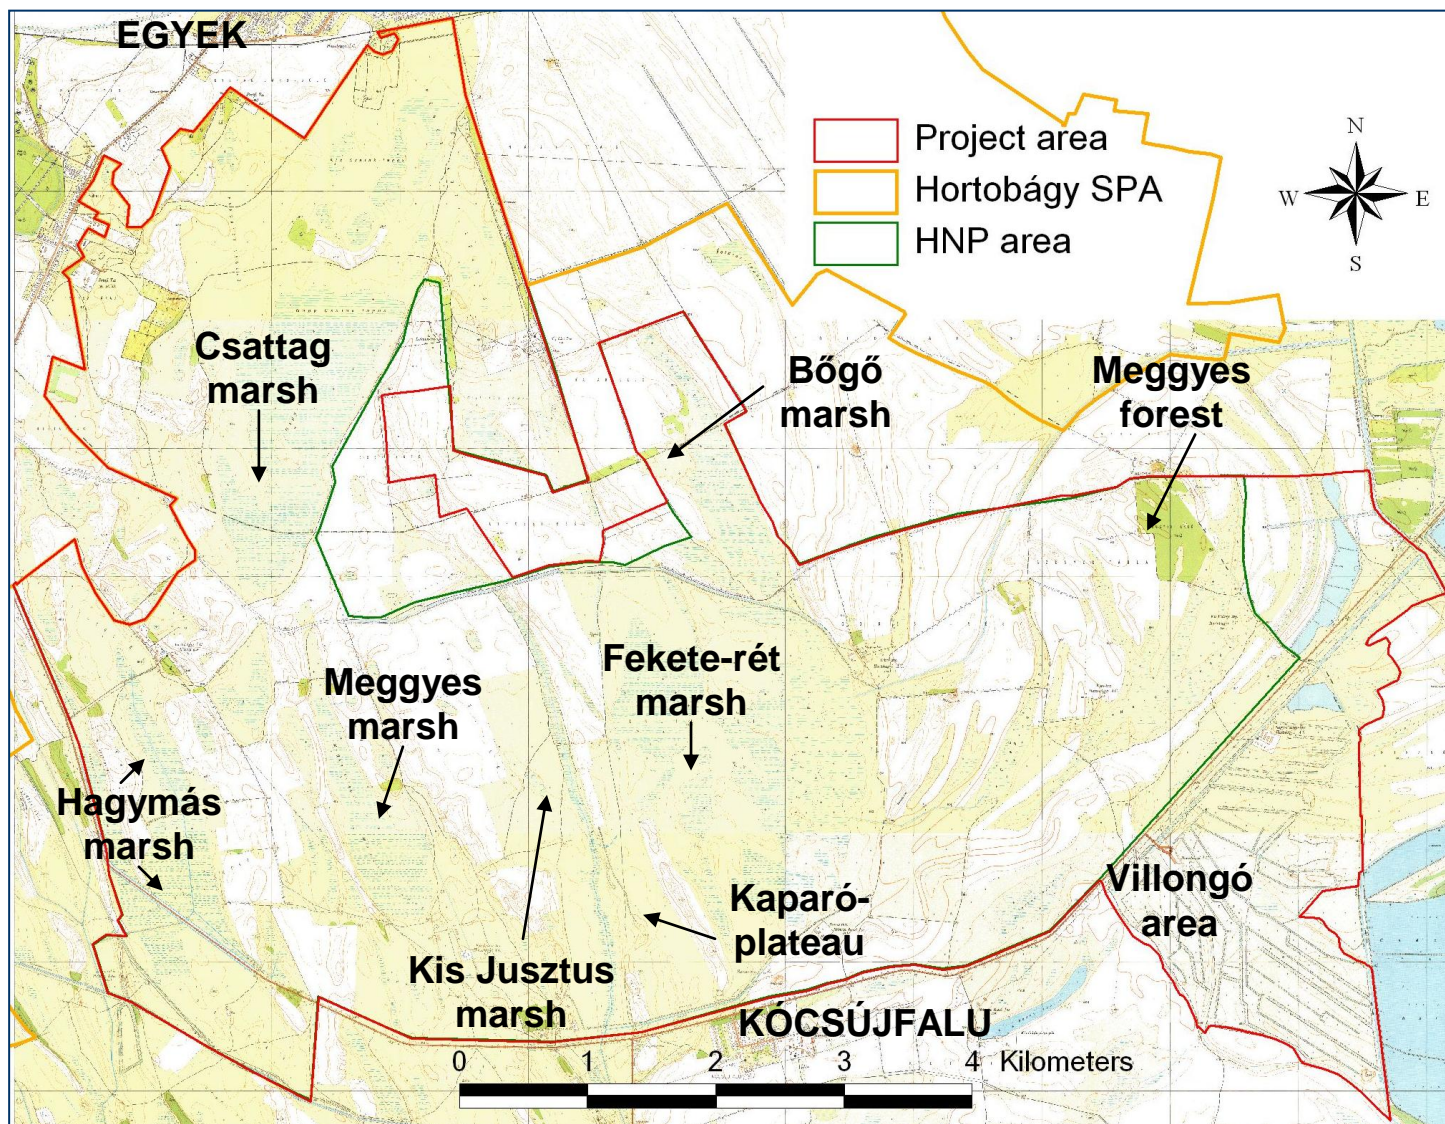 EGYEK
Project area
Hortobágy SPA
HNP area
N
W
E
S
Csattag
marsh
Bőgő
marsh
Meggyes
forest
Meggyes
marsh
Fekete-rét
marsh
Hagymás
marsh
Kaparó-
plateau
Villongó
area
Kis Jusztus
marsh
KÓCSÚJFALU
0 1 2 3 4 Kilometers